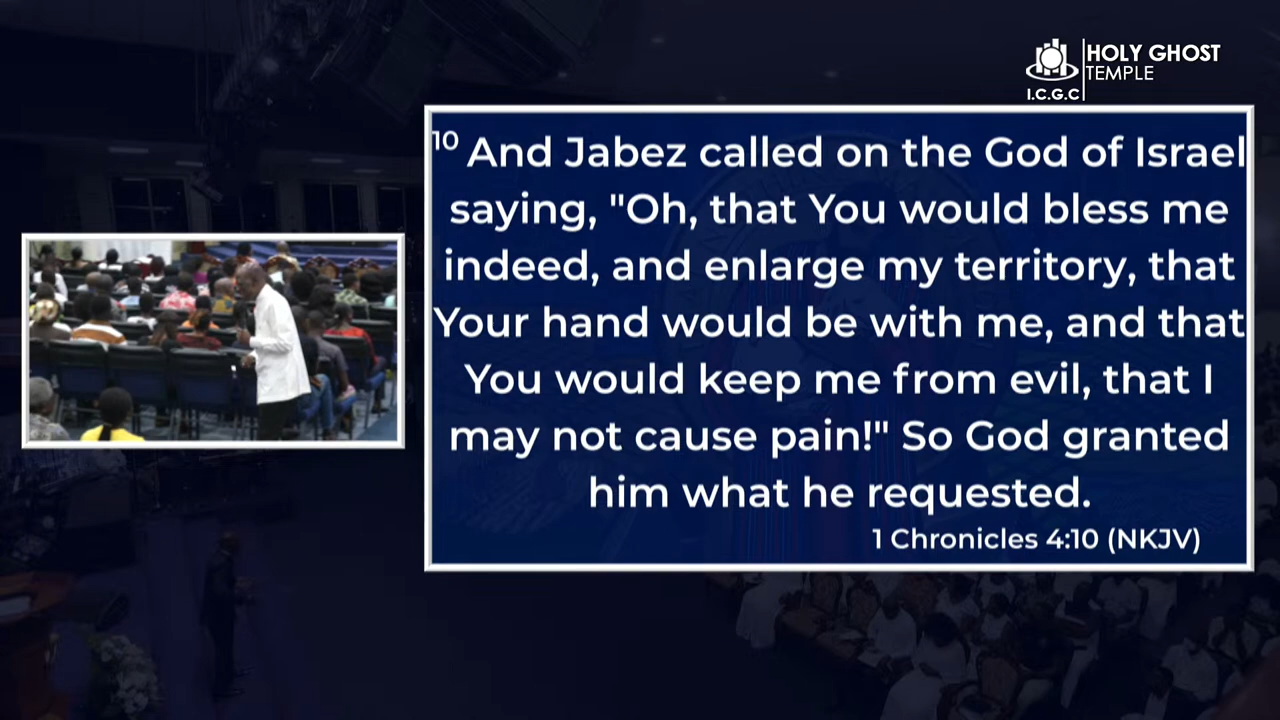 HOLY GHOST
TEMPLE
I.C.G.C
10 And Jabez called on the God of Israel
saying, "Oh, that You would bless me
indeed, and enlarge my territory, that
Your hand would be with me, and that
You would keep me from evil, that I
may not cause pain!" So God granted
him what he requested.
1 Chronicles 4:10 (NKJV)